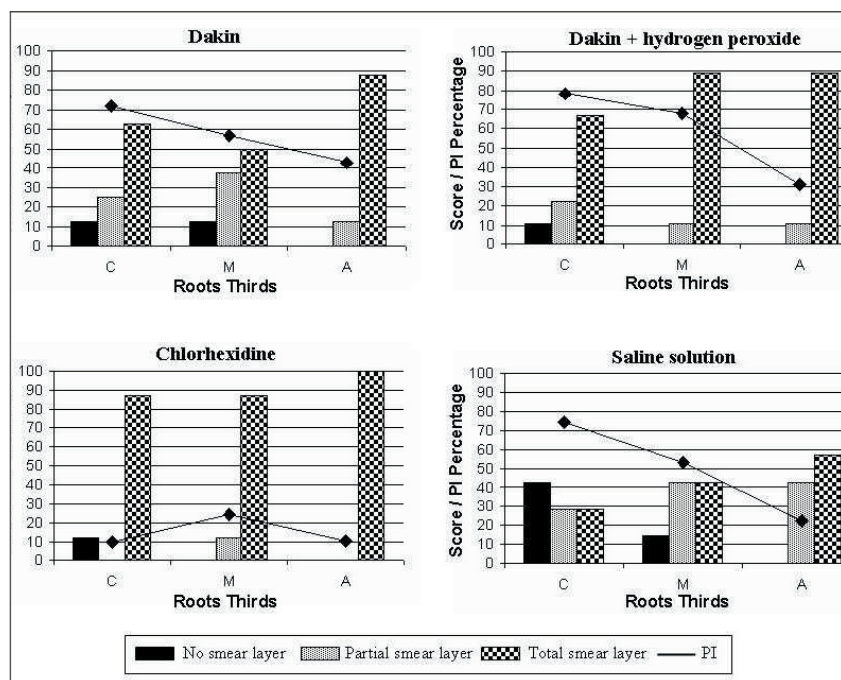 Dakin
100
90
80
70
60
50
40
30
20
10
0
C M A
Roots Thirds
Dakin + hydrogen peroxide
Score / PI Percentage
100
90
80
70
60
50
40
30
20
10
0
C M A
Roots Thirds
Chlorhexidine
100
90
80
70
60
50
40
30
20
10
0
C M A
Roots Thirds
Saline solution
Score / PI Percentage
100
90
80
70
60
50
40
30
20
10
0
C M A
Roots Thirds
No smear layer Partial smear layer Total smear layer PI